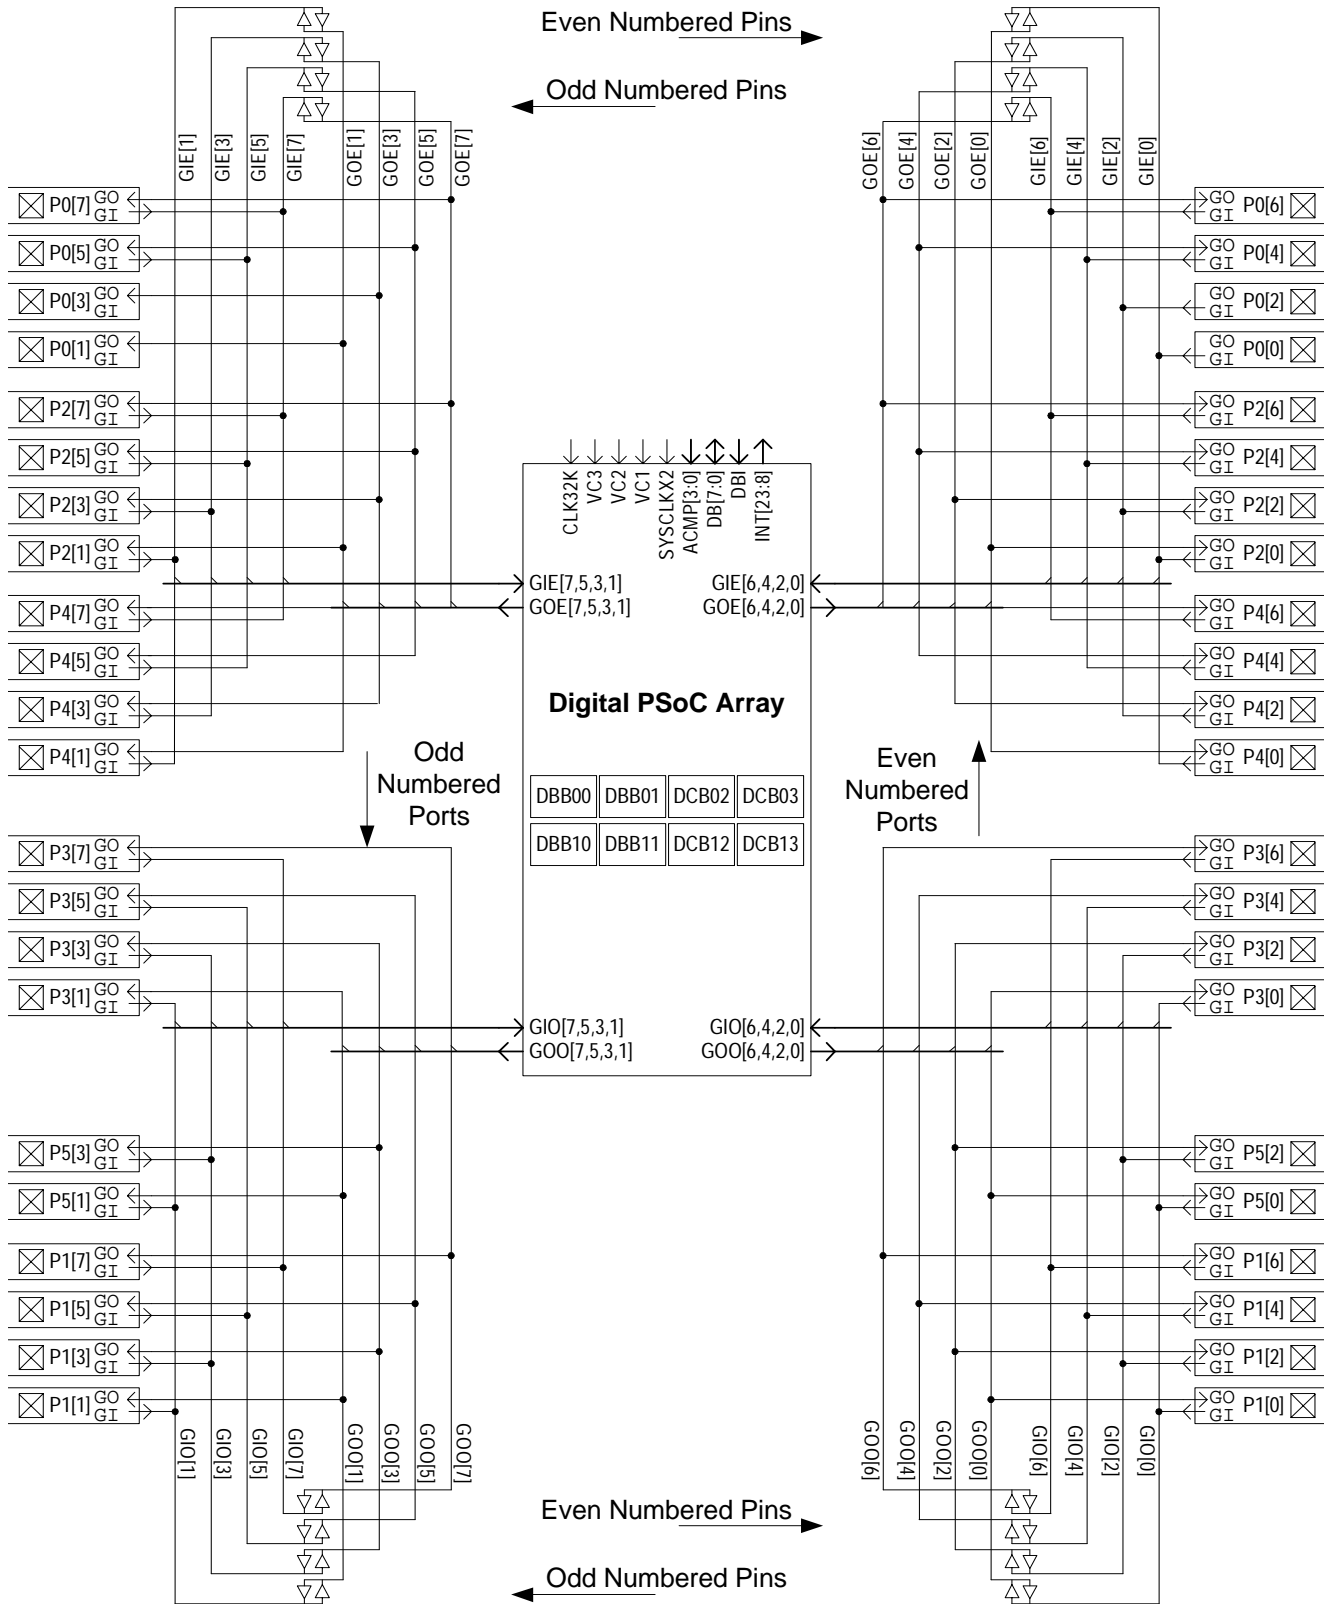 Even Numbered Pins
Odd Numbered Pins
GIE[1] GIE[3] GIE[5] GIE[7] GOE[1] GOE[3] GOE[5] GOE[7]
GOE[6] GOE[4] GOE[2] GOE[0] GIE[6] GIE[4] GIE[2] GIE[0]
P0[7] GO GI
P0[5] GO GI
P0[3] GO GI
P0[1] GO GI
P2[7] GO GI
P2[5] GO GI
P2[3] GO GI
P2[1] GO GI
P4[7] GO GI
P4[5] GO GI
P4[3] GO GI
P4[1] GO GI
GO GI P0[6]
GO GI P0[4]
GO GI P0[2]
GO GI P0[0]
GO GI P2[6]
GO GI P2[4]
GO GI P2[2]
GO GI P2[0]
GO GI P4[6]
GO GI P4[4]
GO GI P4[2]
GO GI P4[0]
CLK32K
VC3
VC2
VC1
SYSCLKX2
ACMP[3:0]
DB[7:0]
DBI
INT[23:8]
GIE[7,5,3,1] GIE[6,4,2,0]
GOE[7,5,3,1] GOE[6,4,2,0]
Digital PSoC Array
Odd
Numbered
Ports
Even
Numbered
Ports
DBB00 DBB01 DCB02 DCB03
DBB10 DBB11 DCB12 DCB13
GIO[7,5,3,1] GIO[6,4,2,0]
GOO[7,5,3,1] GOO[6,4,2,0]
P3[7] GO GI
P3[5] GO GI
P3[3] GO GI
P3[1] GO GI
P5[3] GO GI
P5[1] GO GI
P1[7] GO GI
P1[5] GO GI
P1[3] GO GI
P1[1] GO GI
GO GI P3[6]
GO GI P3[4]
GO GI P3[2]
GO GI P3[0]
GO GI P5[2]
GO GI P5[0]
GO GI P1[6]
GO GI P1[4]
GO GI P1[2]
GO GI P1[0]
GIO[1] GIO[3] GIO[5] GIO[7] GOO[1] GOO[3] GOO[5] GOO[7]
GOO[6] GOO[4] GOO[2] GOO[0] GIO[6] GIO[4] GIO[2] GIO[0]
Even Numbered Pins
Odd Numbered Pins